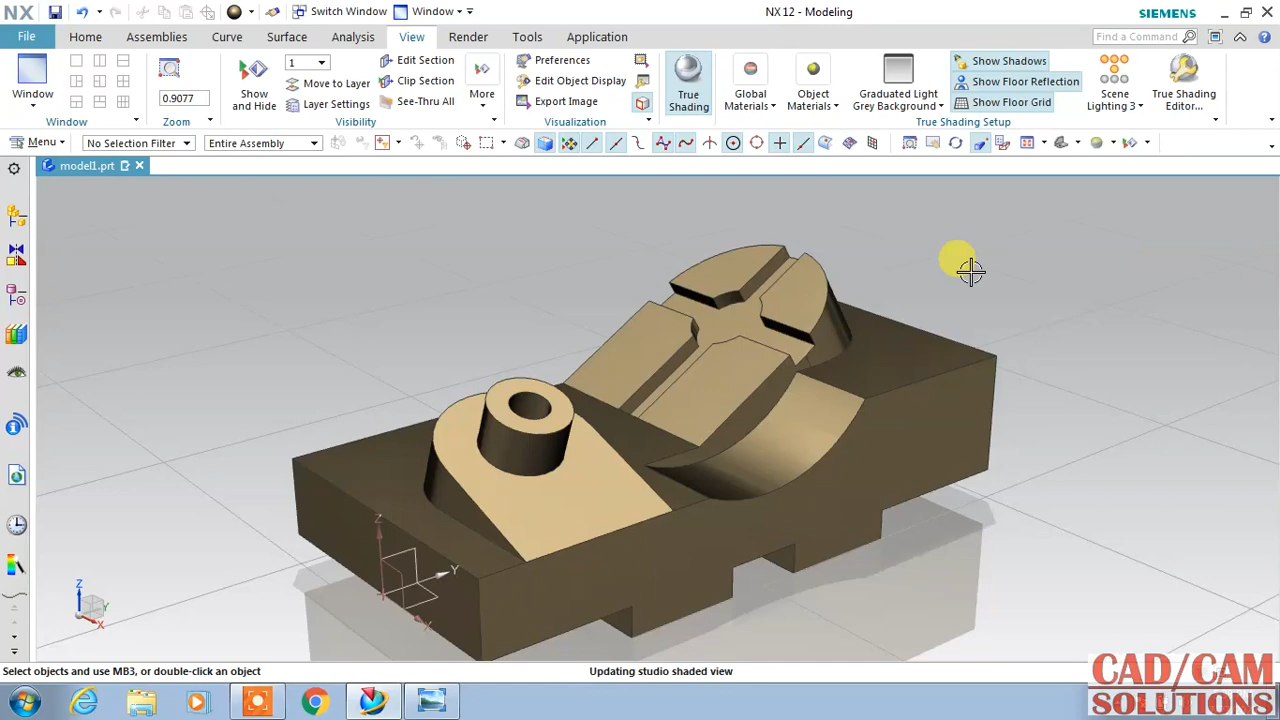 NX
Switch Window
Window
NX 12 - Modeling
SIEMENS
File
Home
Assemblies
Curve
Surface
Analysis
View
Render
Tools
Application
Find a Command
Window
Window
0.9077
Zoom
Show and Hide
1
Move to Layer
Layer Settings
Edit Section
Clip Section
See-Thru All
More
Visibility
Preferences
Edit Object Display
Export Image
Visualization
True Shading
Global Materials
Object Materials
Graduated Light Grey Background
Show Shadows
Show Floor Reflection
Show Floor Grid
Scene Lighting 3
True Shading Editor...
True Shading Setup
Menu
No Selection Filter
Entire Assembly
model1.prt
Z
Y
X
Z
Y
X
Select objects and use MB3, or double-click an object
Updating studio shaded view
CAD/CAM
SOLUTIONS